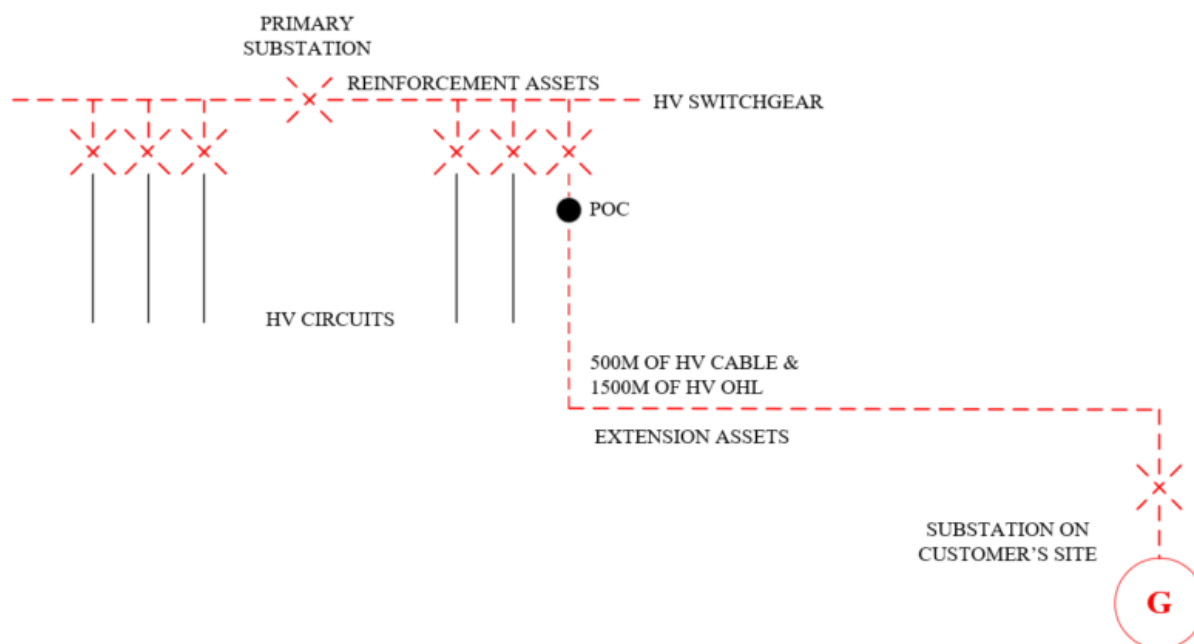 PRIMARY
SUBSTATION
REINFORCEMENT ASSETS
HV SWITCHGEAR
POC
HV CIRCUITS
500M OF HV CABLE &
1500M OF HV OHL
EXTENSION ASSETS
SUBSTATION ON
CUSTOMER'S SITE
G